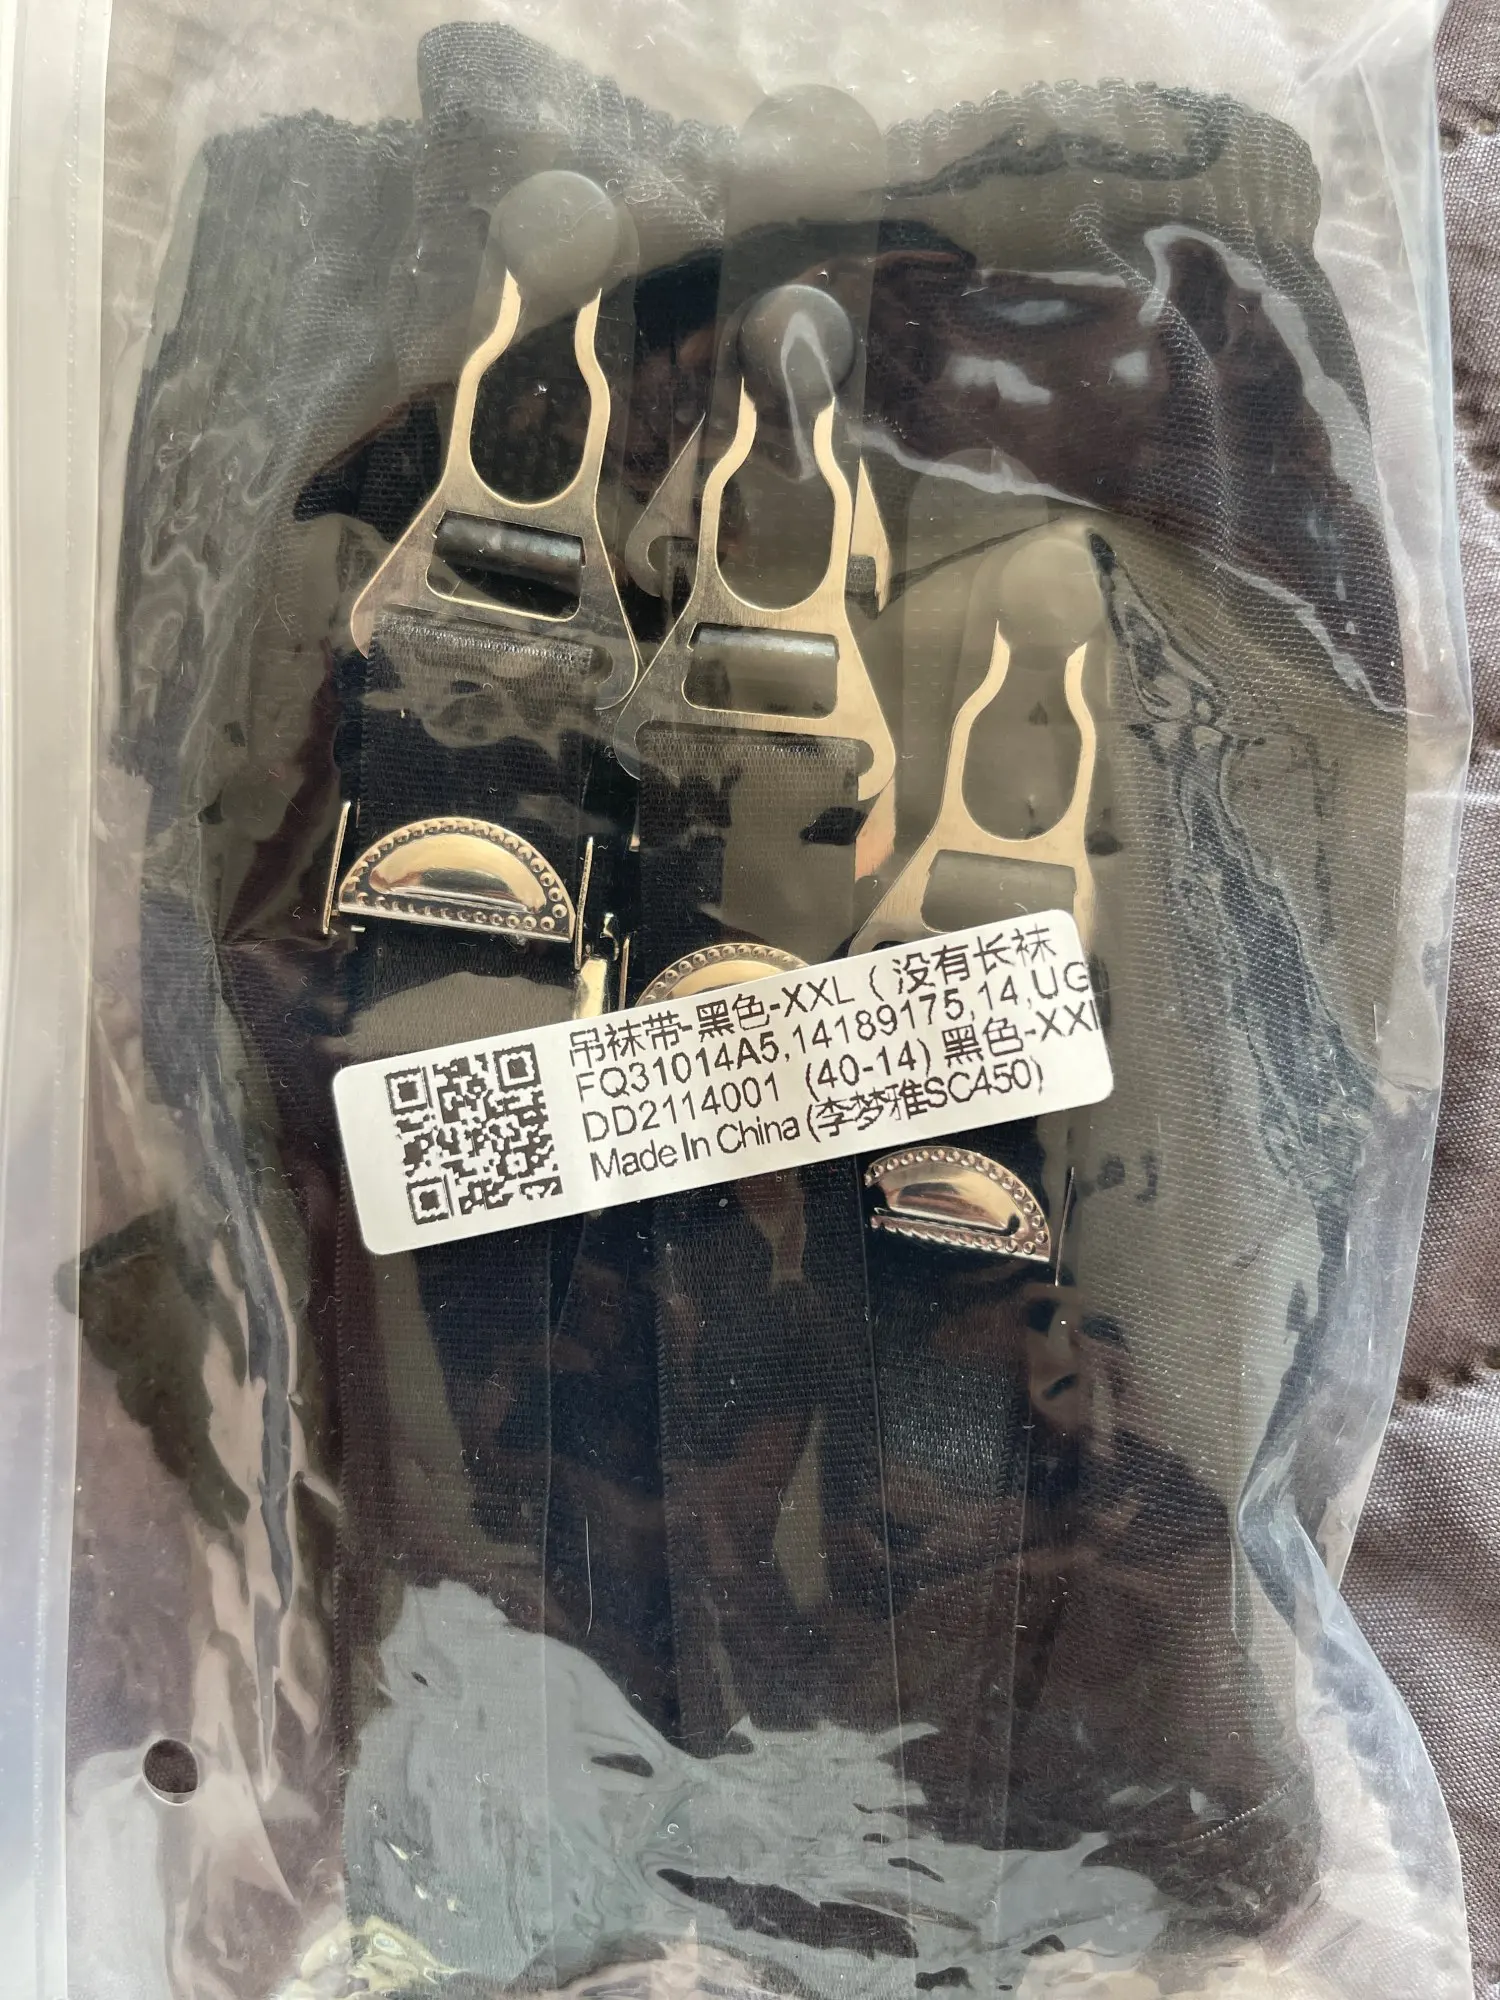 吊袜带-黑色-XXL ( 没有长袜
FQ31014A5,14189175,14,UG
DD2114001 (40-14) 黑色-XXL
Made In China (李梦雅SC450)